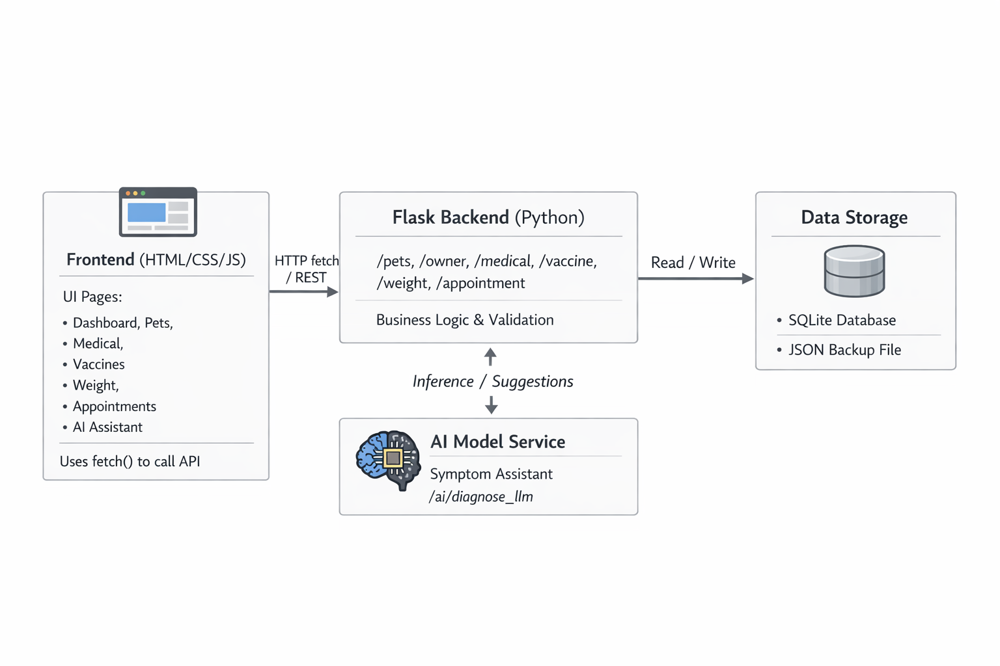 Frontend (HTML/CSS/JS)
UI Pages:
• Dashboard, Pets,
• Medical,
• Vaccines
• Weight,
• Appointments
• AI Assistant
Uses fetch() to call API
HTTP fetch
/ REST
Flask Backend (Python)
/pets, /owner, /medical, /vaccine,
/weight, /appointment
Business Logic & Validation
Inference / Suggestions
AI Model Service
Symptom Assistant
/ai/diagnose_llm
Read / Write
Data Storage
• SQLite Database
• JSON Backup File